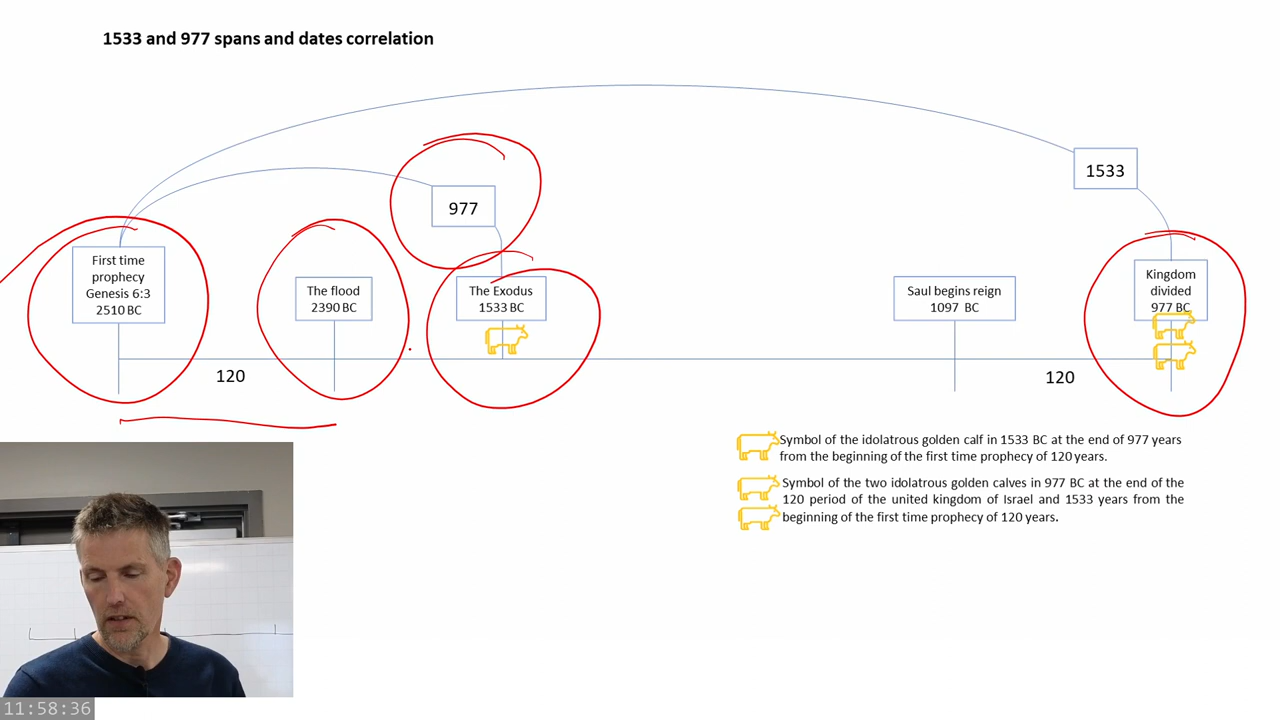 1533 and 977 spans and dates correlation
1533
977
First time
prophecy
Genesis 6:3
2510 BC
The flood
2390 BC
The Exodus
1533 BC
Saul begins reign
1097 BC
Kingdom
divided
977 BC
120
120
Symbol of the idolatrous golden calf in 1533 BC at the end of 977 years
from the beginning of the first time prophecy of 120 years.
Symbol of the two idolatrous golden calves in 977 BC at the end of the
120 period of the united kingdom of Israel and 1533 years from the
beginning of the first time prophecy of 120 years.
11:58:36